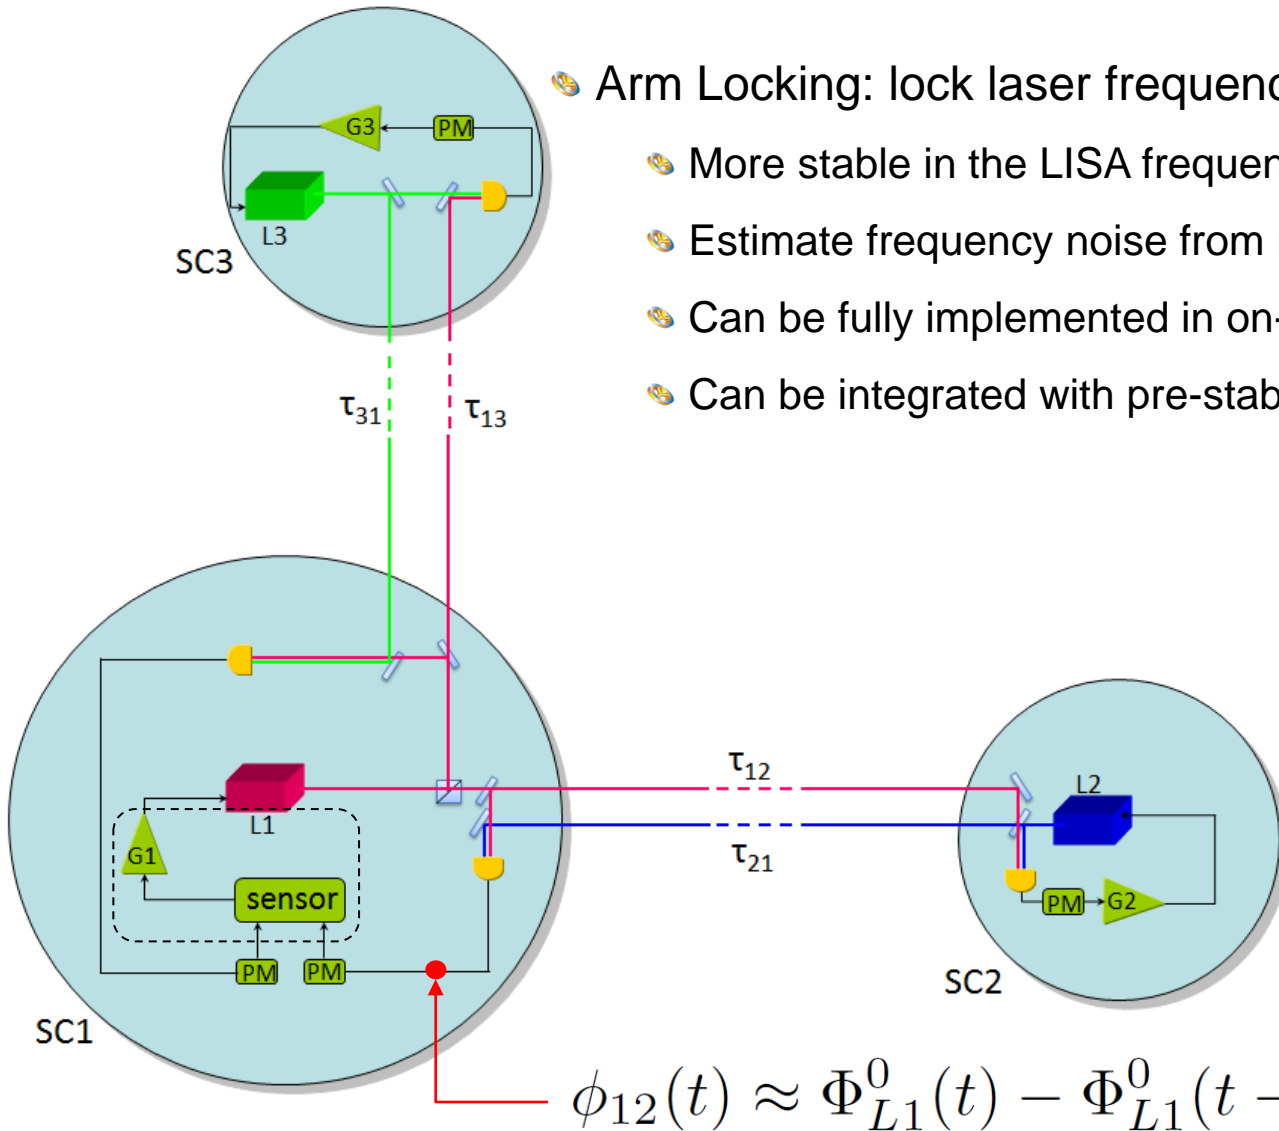 Arm Locking: lock laser frequenc
More stable in the LISA frequen
Estimate frequency noise from
Can be fully implemented in on-
Can be integrated with pre-stab
G3
PM
L3
SC3
τ31
τ13
τ12
τ21
L1
G1
sensor
PM
PM
SC1
L2
PM
G2
SC2
ϕ12(t) ≈ Φ⁰L1(t) − Φ⁰L1(t −